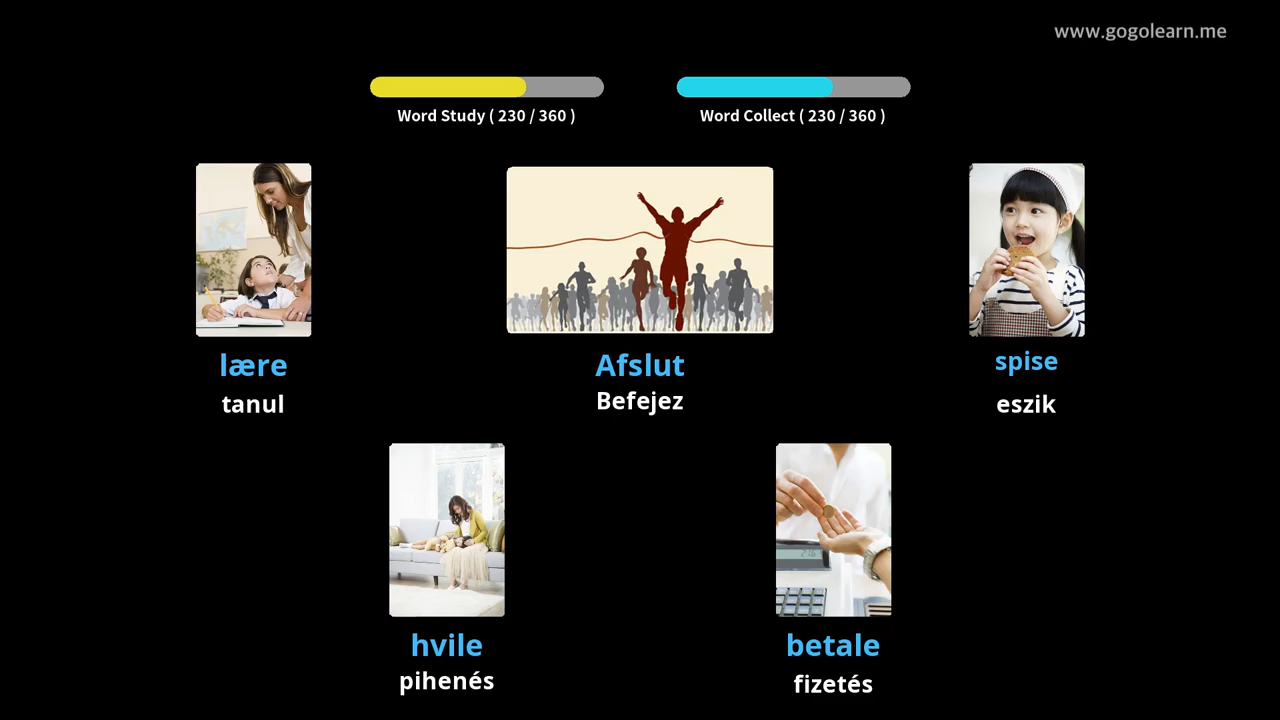 www.gogolearn.me
Word Study ( 230 / 360 )
Word Collect ( 230 / 360 )
lære
tanul
Afslut
Befejez
spise
eszik
hvile
pihenés
betale
fizetés